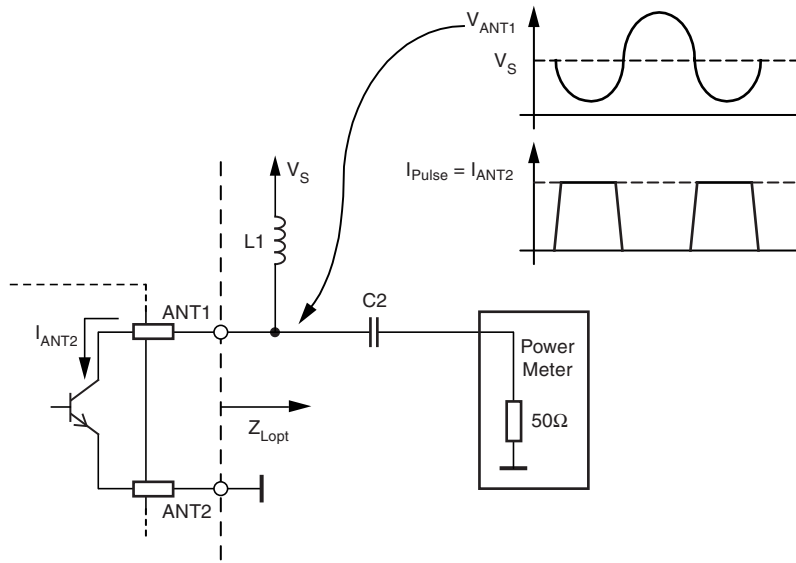 V_ANT1
V_S
I_Pulse = I_ANT2
V_S
L1
C2
ANT1
I_ANT2
Power
Meter
50Ω
Z_Lopt
ANT2